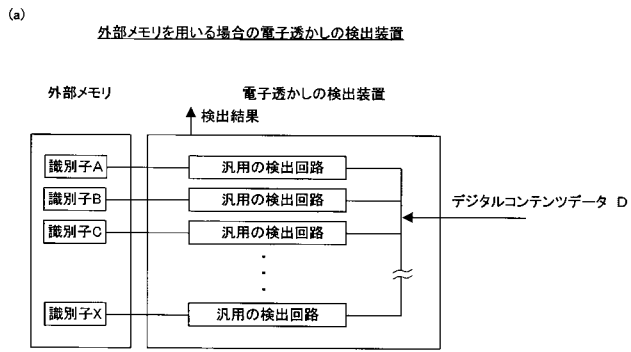 (a)
外部メモリを用いる場合の電子透かしの検出装置
外部メモリ 電子透かしの検出装置
検出結果
識別子A 汎用の検出回路
識別子B 汎用の検出回路
デジタルコンテンツデータ D
識別子C 汎用の検出回路
識別子X 汎用の検出回路